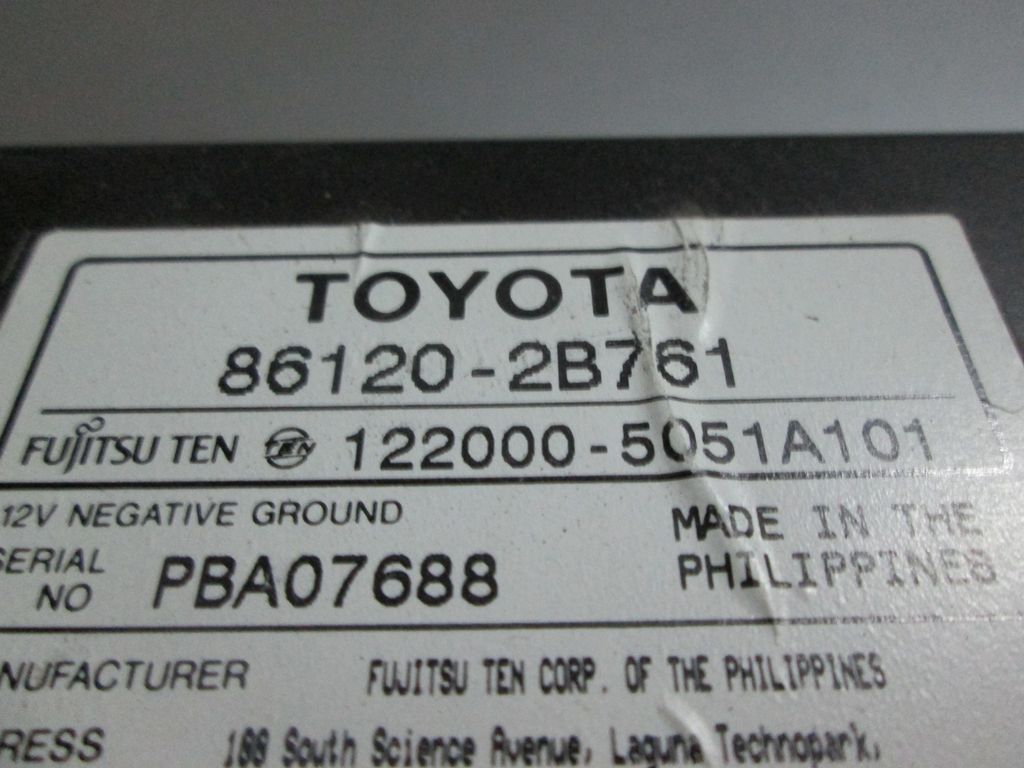 TOYOTA
86120-2B761
FUJITSU TEN TEN 122000-5051A101
12V NEGATIVE GROUND
MADE IN THE
PHILIPPINES
SERIAL
NO PBA07688
NUFACTURER FUJITSU TEN CORP. OF THE PHILIPPINES
RESS South Science Avenue, Laguna Technopark,